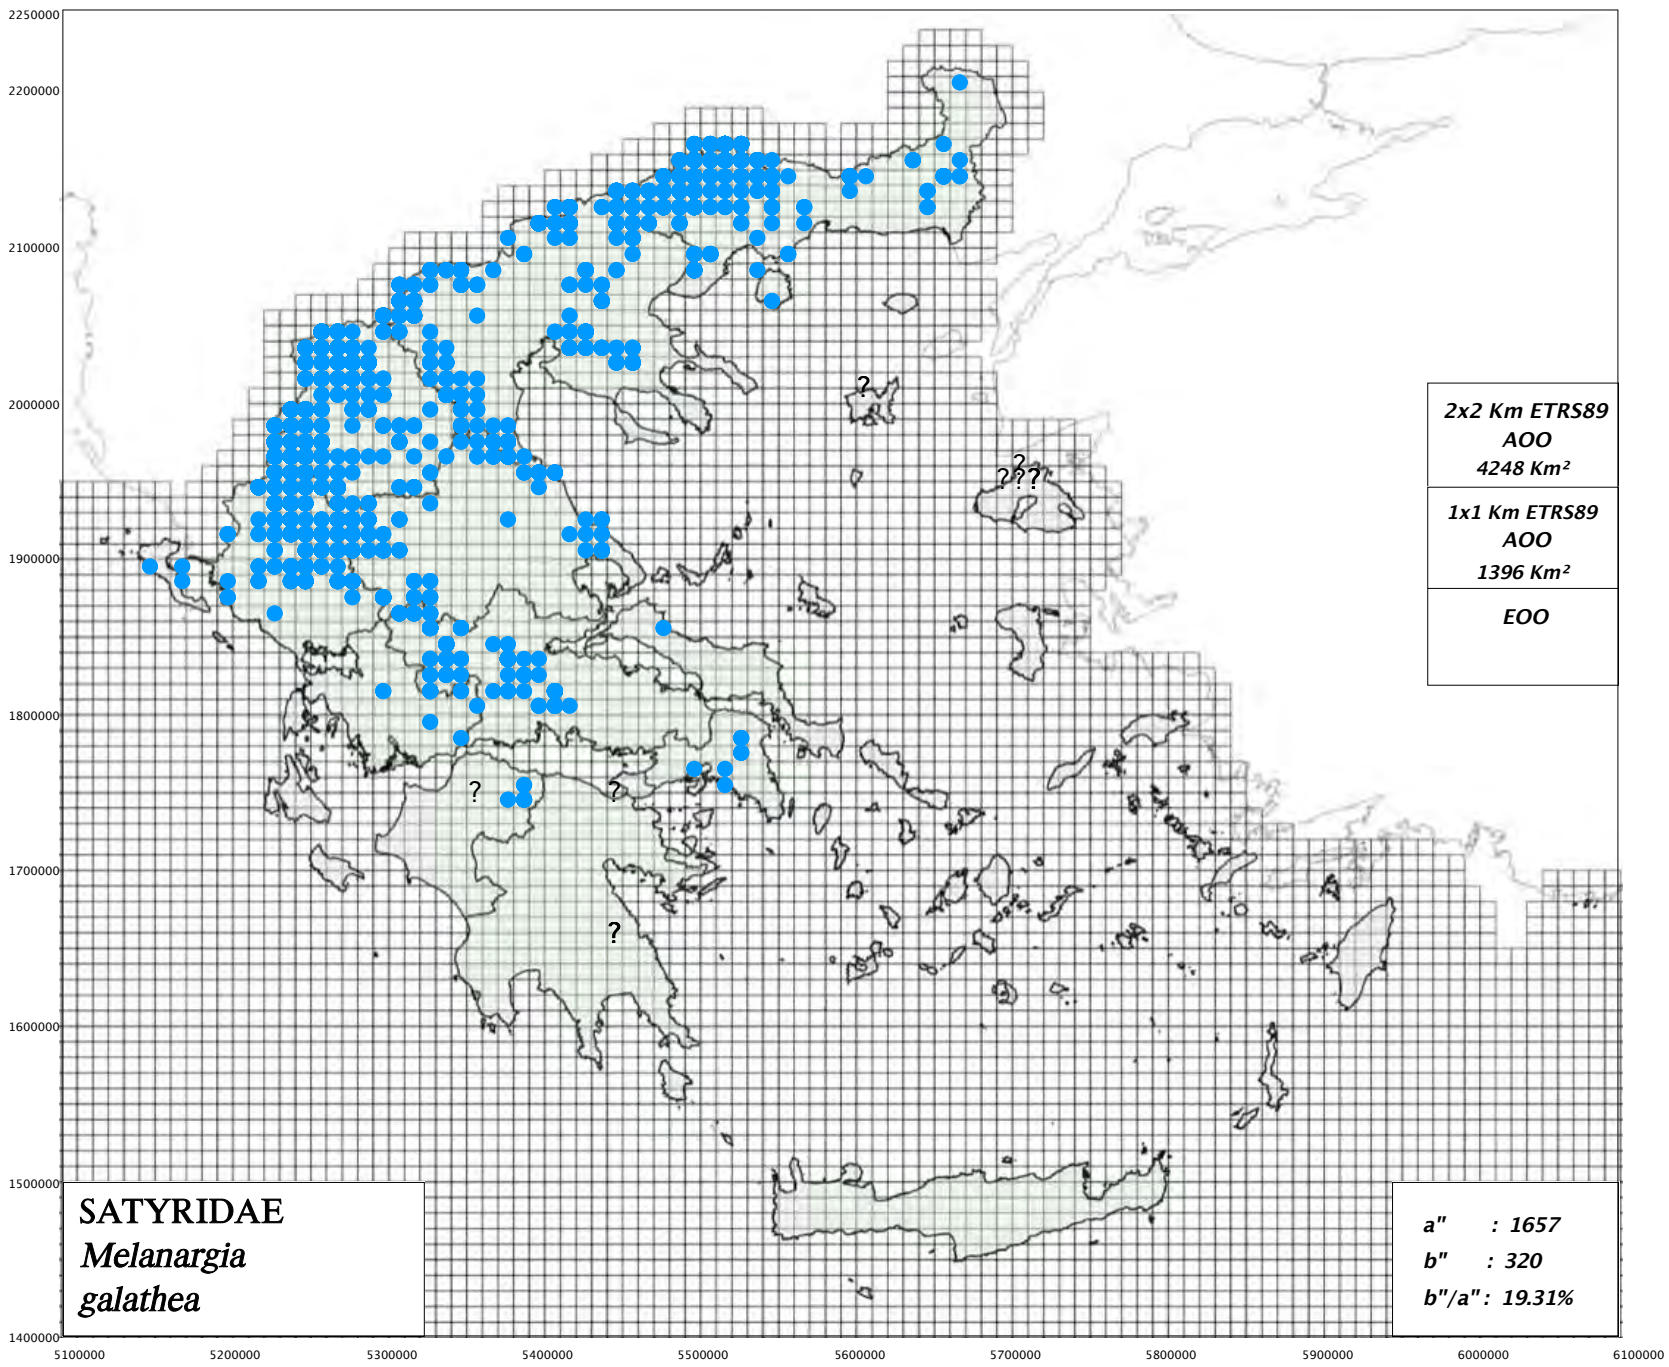 2250000
2200000
2100000
2000000
1900000
1800000
1700000
1600000
1500000
1400000
?
?
? ? ?
? ?
?
2x2 Km ETRS89
AOO
4248 Km²
1x1 Km ETRS89
AOO
1396 Km²
EOO
SATYRIDAE
Melanargia
galathea
a" : 1657
b" : 320
b"/a" : 19.31%
5100000 5200000 5300000 5400000 5500000 5600000 5700000 5800000 5900000 6000000 6100000